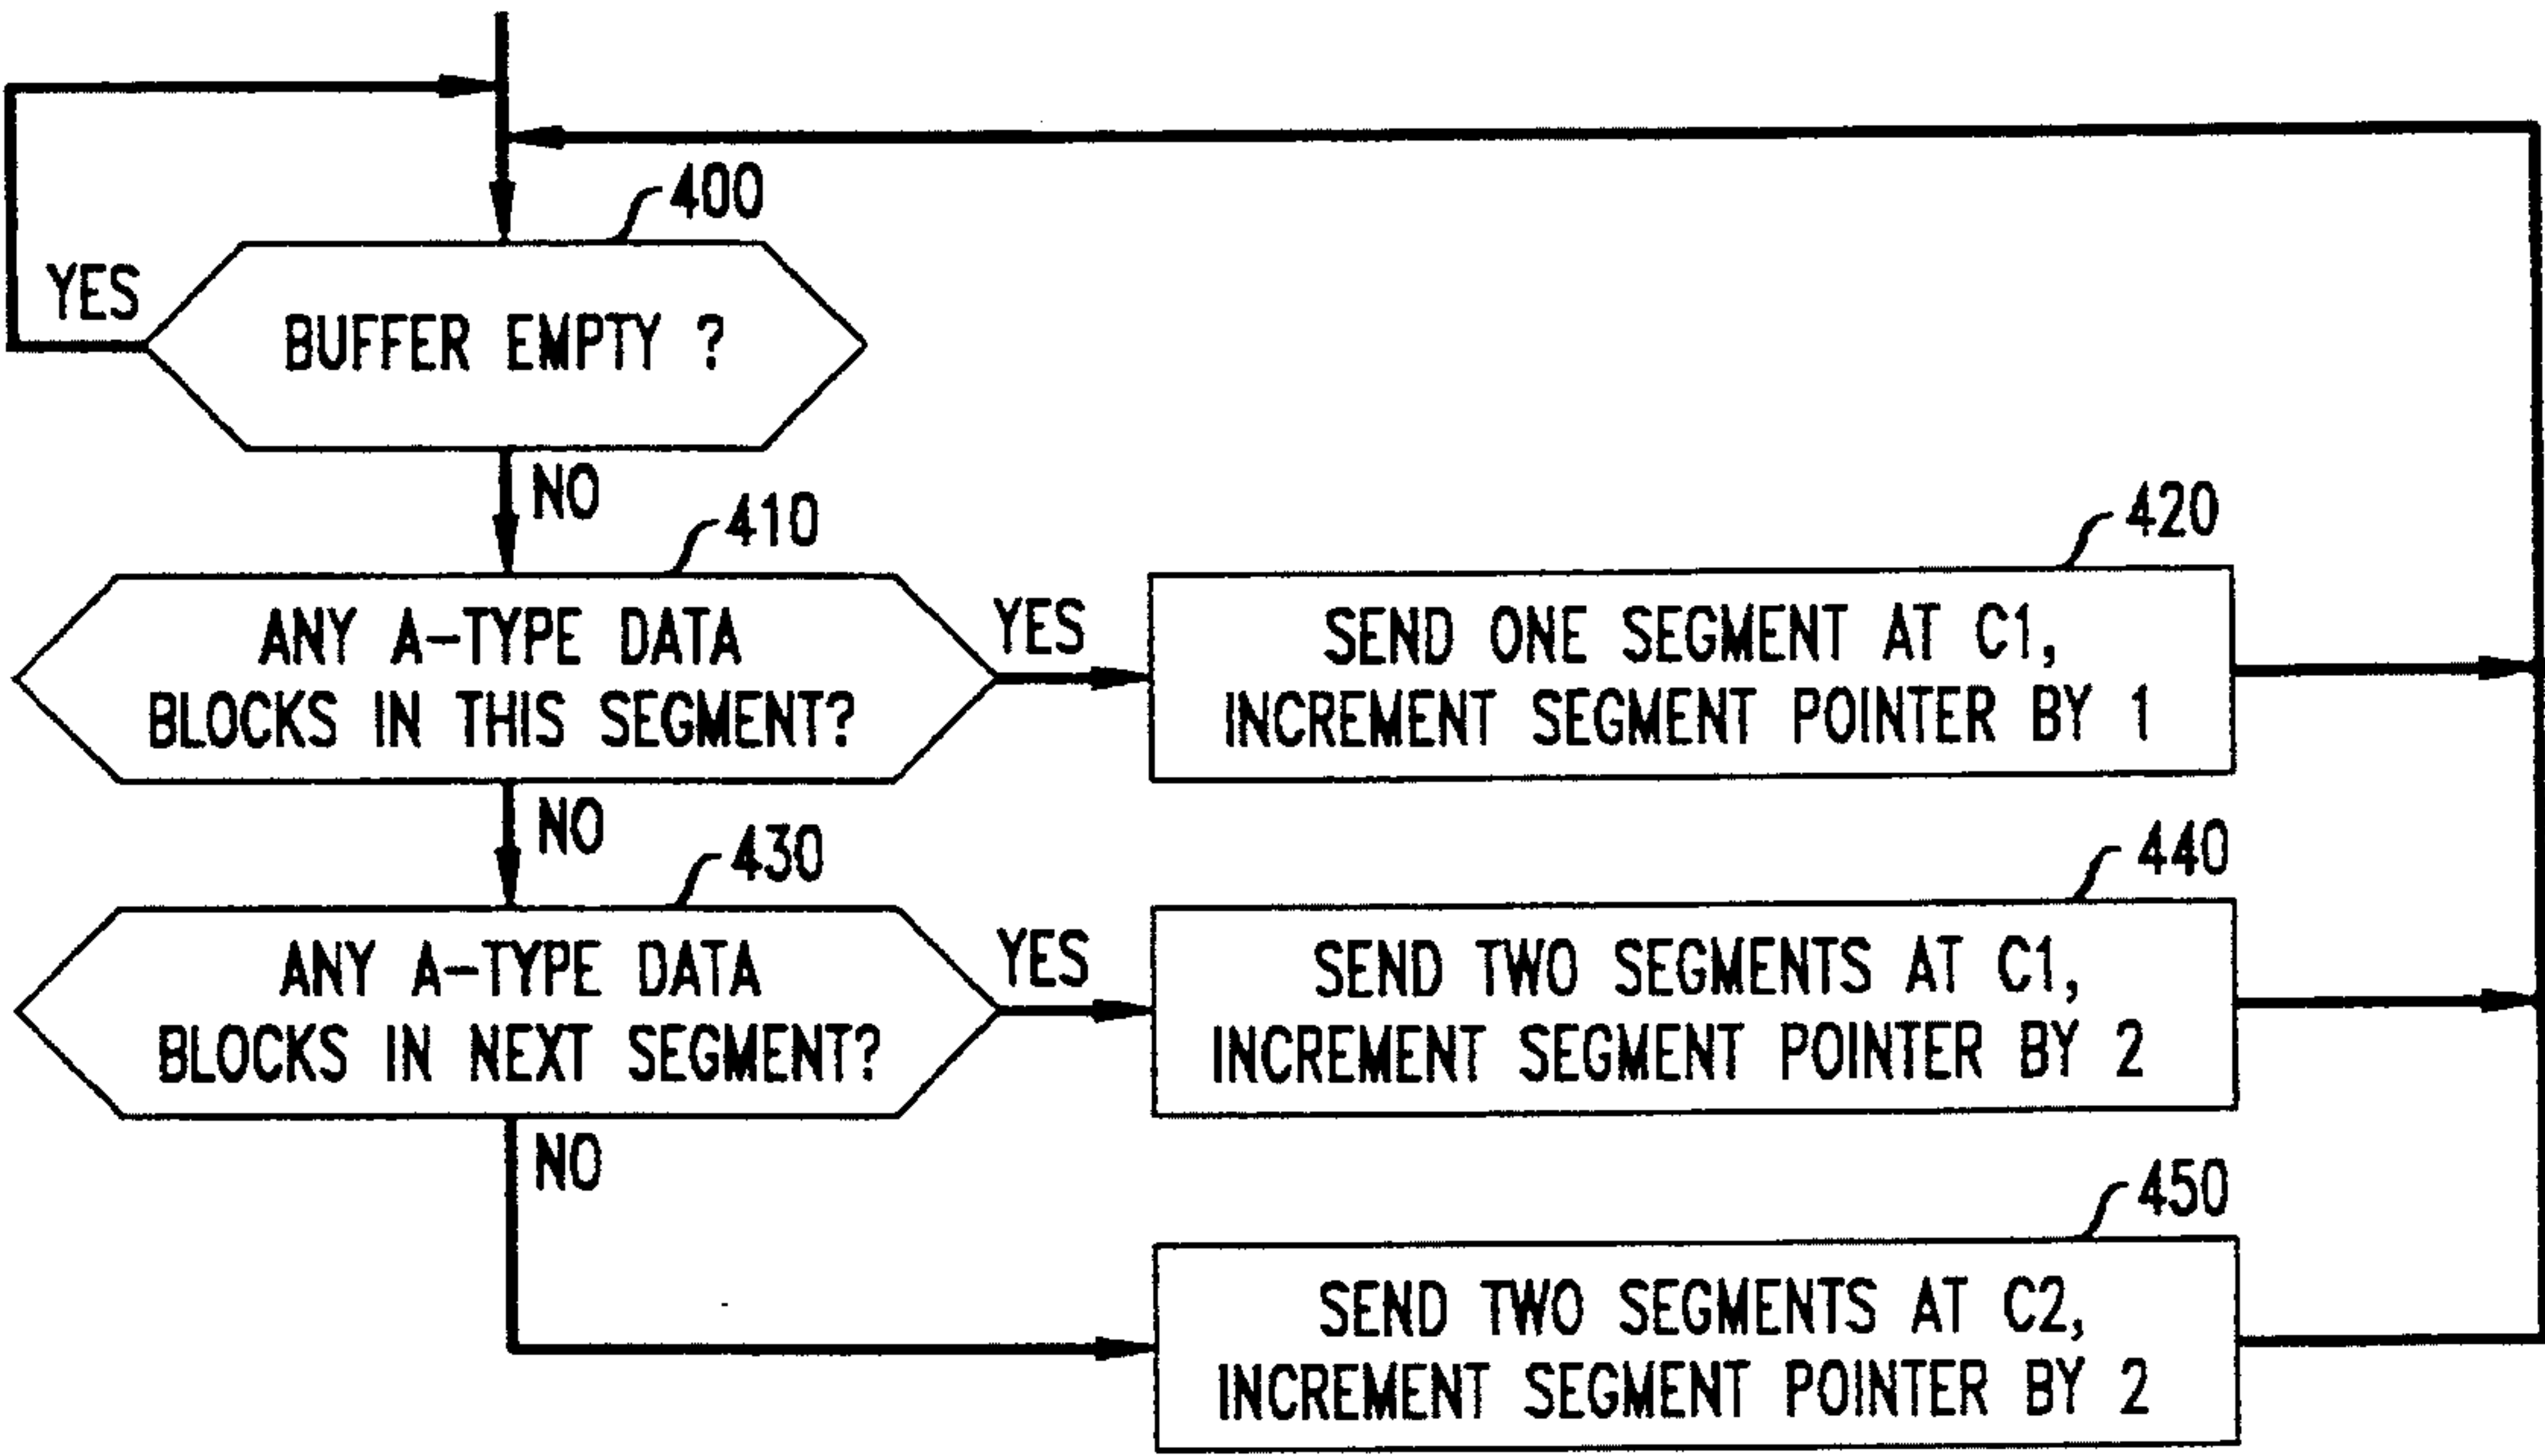 400
YES
BUFFER EMPTY ?
NO
410
ANY A-TYPE DATA
BLOCKS IN THIS SEGMENT?
YES
420
SEND ONE SEGMENT AT C1,
INCREMENT SEGMENT POINTER BY 1
NO
430
ANY A-TYPE DATA
BLOCKS IN NEXT SEGMENT?
YES
440
SEND TWO SEGMENTS AT C1,
INCREMENT SEGMENT POINTER BY 2
NO
450
SEND TWO SEGMENTS AT C2,
INCREMENT SEGMENT POINTER BY 2